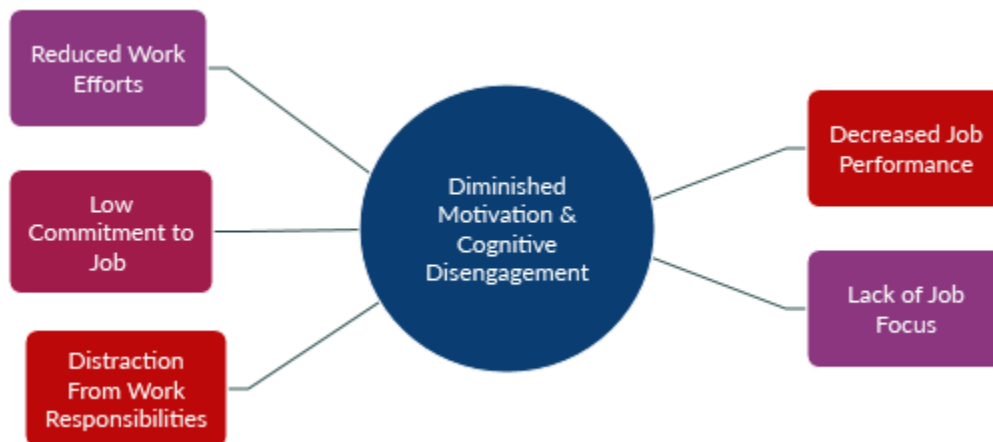 Reduced Work
Efforts
Low
Commitment to
Job
Distraction
From Work
Responsibilities
Diminished
Motivation &
Cognitive
Disengagement
Decreased Job
Performance
Lack of Job
Focus